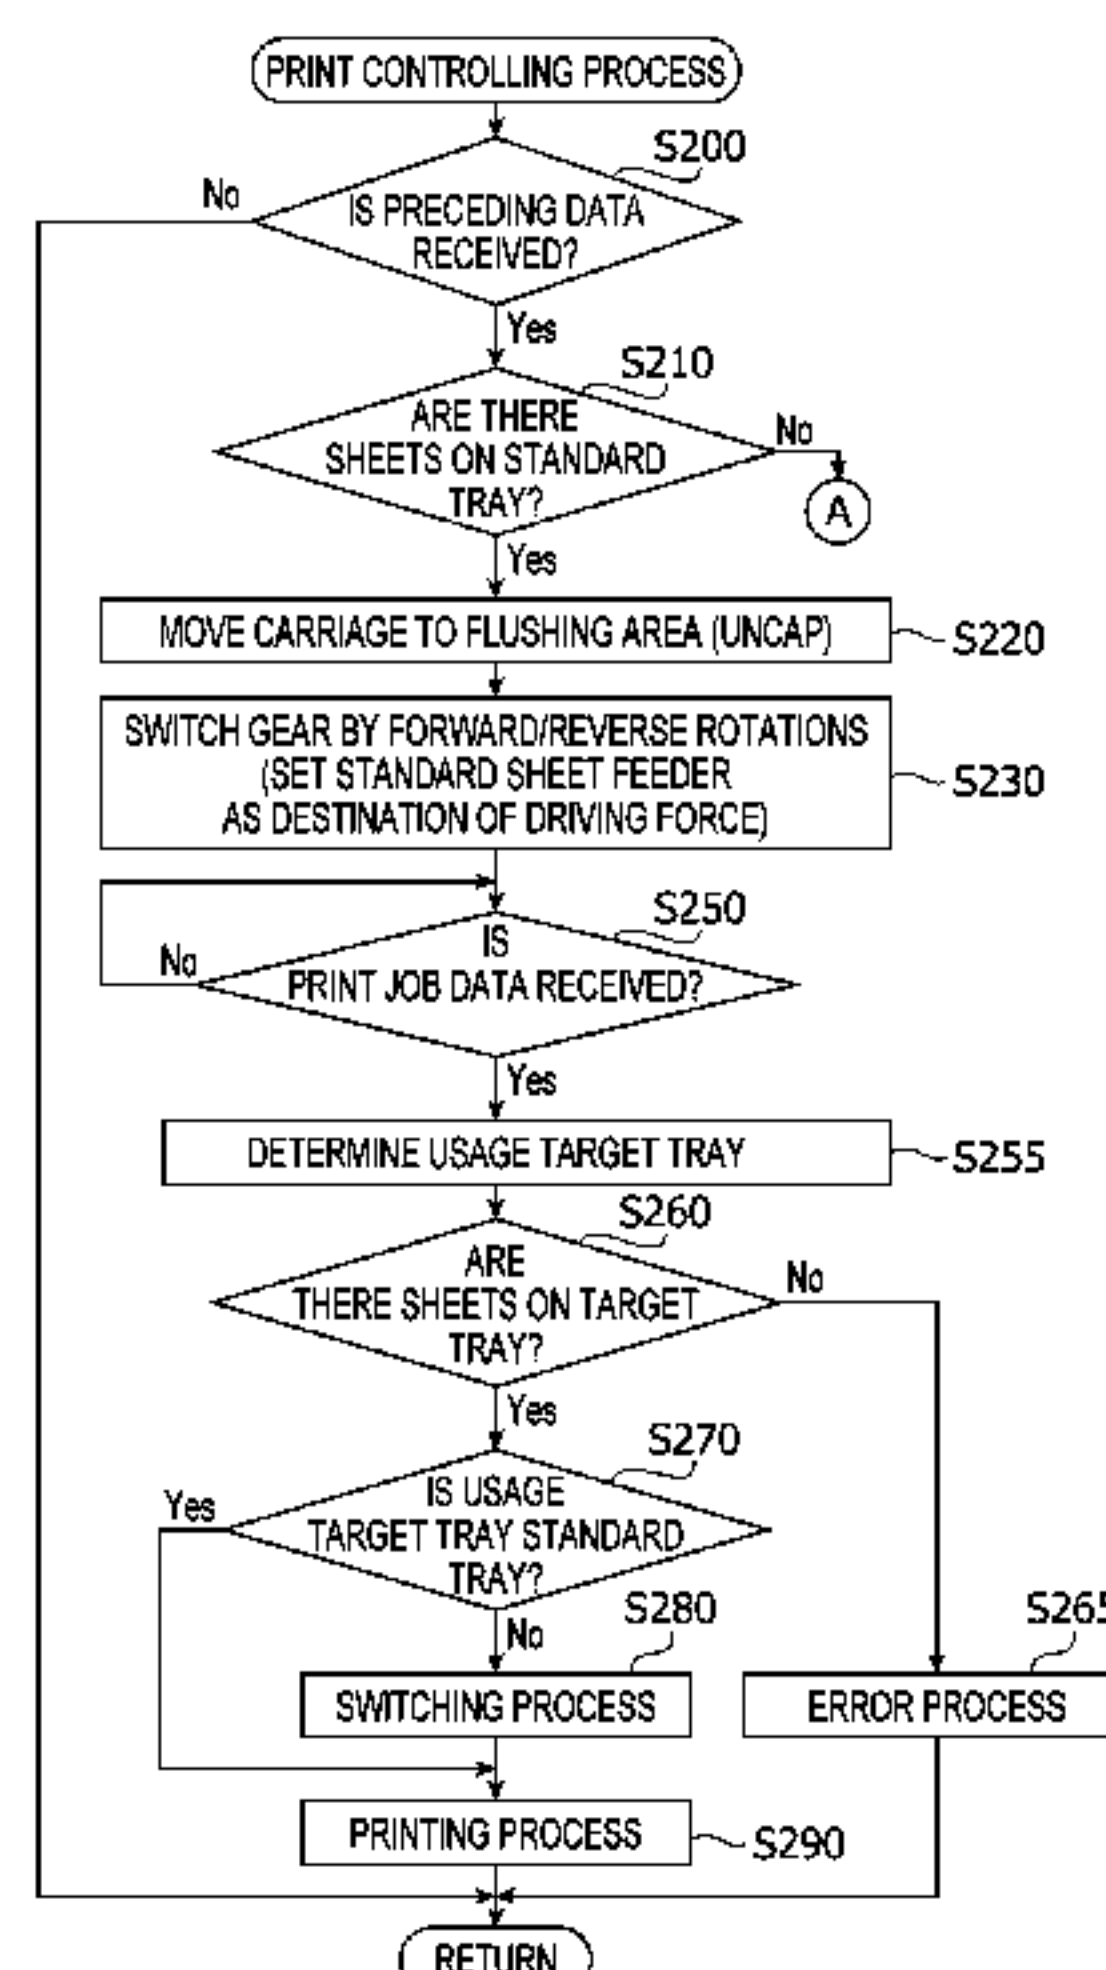 PRINT CONTROLLING PROCESS
S200
No
IS PRECEDING DATA
RECEIVED?
Yes
S210
ARE THERE
SHEETS ON STANDARD
TRAY?
No
A
Yes
MOVE CARRIAGE TO FLUSHING AREA (UNCAP)
S220
SWITCH GEAR BY FORWARD/REVERSE ROTATIONS
(SET STANDARD SHEET FEEDER
AS DESTINATION OF DRIVING FORCE)
S230
S250
IS
PRINT JOB DATA RECEIVED?
No
Yes
DETERMINE USAGE TARGET TRAY
S255
S260
ARE
THERE SHEETS ON TARGET
TRAY?
No
Yes
S270
IS USAGE
TARGET TRAY STANDARD
TRAY?
Yes
No
S280
S265
SWITCHING PROCESS
ERROR PROCESS
PRINTING PROCESS
S290
RETURN